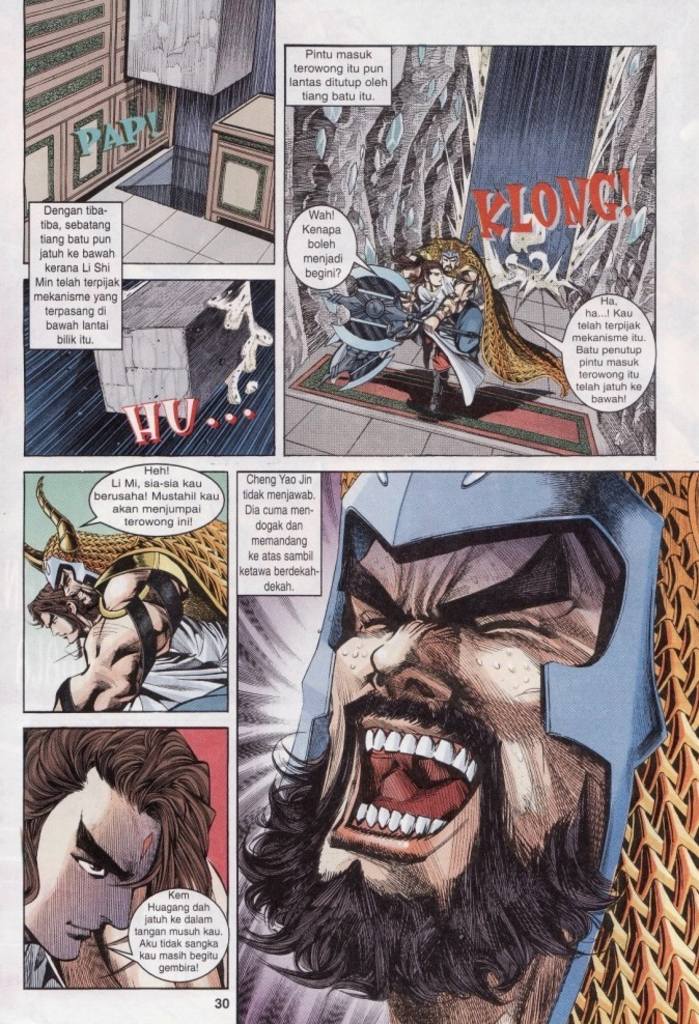 PAP!
Dengan tiba-
tiba, sebatang
tiang batu pun
jatuh ke bawah
kerana Li Shi
Min telah terpijak
mekanisme yang
terpasang di
bawah lantai
bilik itu.
HU...
Pintu masuk
terowong itu pun
lantas ditutup oleh
tiang batu itu.
KLONG!
Wah!
Kenapa
boleh
menjadi
begini?
Ha,
ha...! Kau
telah terpijak
mekanisme itu.
Batu penutup
pintu masuk
terowong itu
telah jatuh ke
bawah!
Heh!
Li Mi, sia-sia kau
berusaha! Mustahil kau
akan menjumpai
terowong ini!
Cheng Yao Jin
tidak menjawab.
Dia cuma men-
dogak dan
memandang
ke atas sambil
ketawa berdekah-
dekah.
Kem
Huagang dah
jatuh ke dalam
tangan musuh kau.
Aku tidak sangka
kau masih begitu
gembira!
30